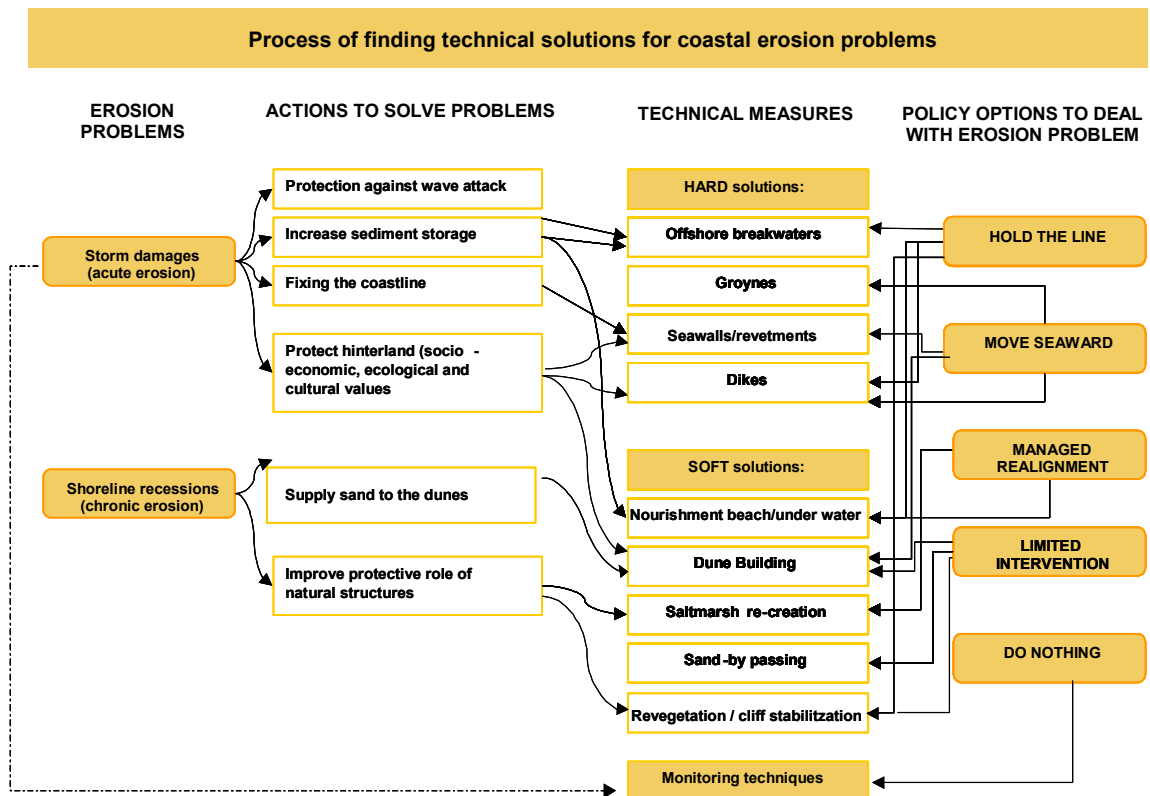 Process of finding technical solutions for coastal erosion problems
EROSION
PROBLEMS
ACTIONS TO SOLVE PROBLEMS
TECHNICAL MEASURES
POLICY OPTIONS TO DEAL
WITH EROSION PROBLEM
Storm damages
(acute erosion)
Shoreline recessions
(chronic erosion)
Protection against wave attack
Increase sediment storage
Fixing the coastline
Protect hinterland (socio -
economic, ecological and
cultural values
Supply sand to the dunes
Improve protective role of
natural structures
HARD solutions:
Offshore breakwaters
Groynes
Seawalls/revetments
Dikes
SOFT solutions:
Nourishment beach/under water
Dune Building
Saltmarsh re-creation
Sand-by passing
Revegetation / cliff stabilitzation
Monitoring techniques
HOLD THE LINE
MOVE SEAWARD
MANAGED
REALIGNMENT
LIMITED
INTERVENTION
DO NOTHING